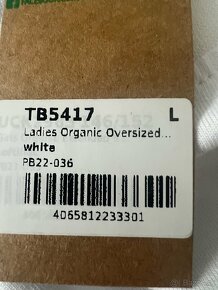 TB5417 L
Ladies Organic Oversized...
white
PB22-036
4065812233301